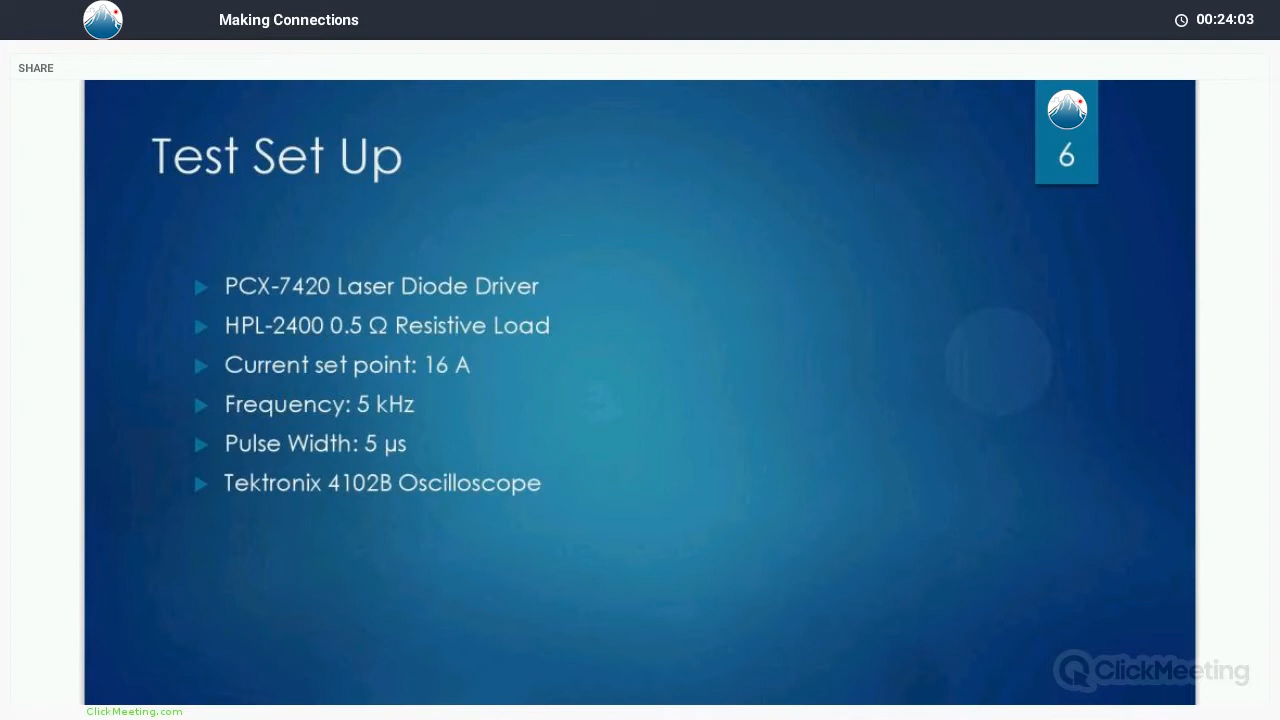 Making Connections
00:24:03
SHARE
6
Test Set Up
PCX-7420 Laser Diode Driver
HPL-2400 0.5 Ω Resistive Load
Current set point: 16 A
Frequency: 5 kHz
Pulse Width: 5 µs
Tektronix 4102B Oscilloscope
ClickMeeting
ClickMeeting.com